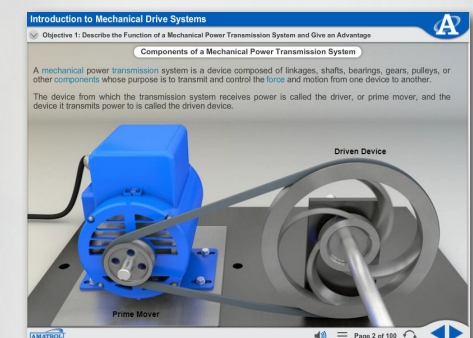 Introduction to Mechanical Drive Systems
Objective 1: Describe the Function of a Mechanical Power Transmission System and Give an Advantage
Components of a Mechanical Power Transmission System
A mechanical power transmission system is a device composed of linkages, shafts, bearings, gears, pulleys, or
other components whose purpose is to transmit and control the force and motion from one device to another.
The device from which the transmission system receives power is called the driver, or prime mover, and the
device it transmits power to is called the driven device.
Driven Device
Prime Mover
AMATROL
Page 2 of 100